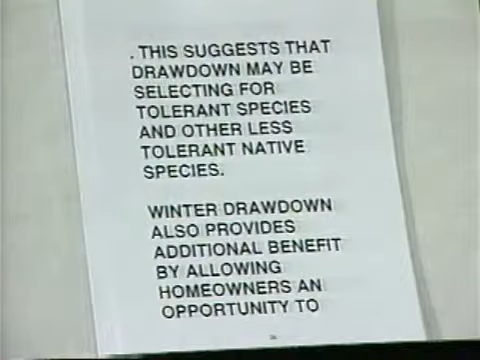 . THIS SUGGESTS THAT
DRAWDOWN MAY BE
SELECTING FOR
TOLERANT SPECIES
AND OTHER LESS
TOLERANT NATIVE
SPECIES.
WINTER DRAWDOWN
ALSO PROVIDES
ADDITIONAL BENEFIT
BY ALLOWING
HOMEOWNERS AN
OPPORTUNITY TO